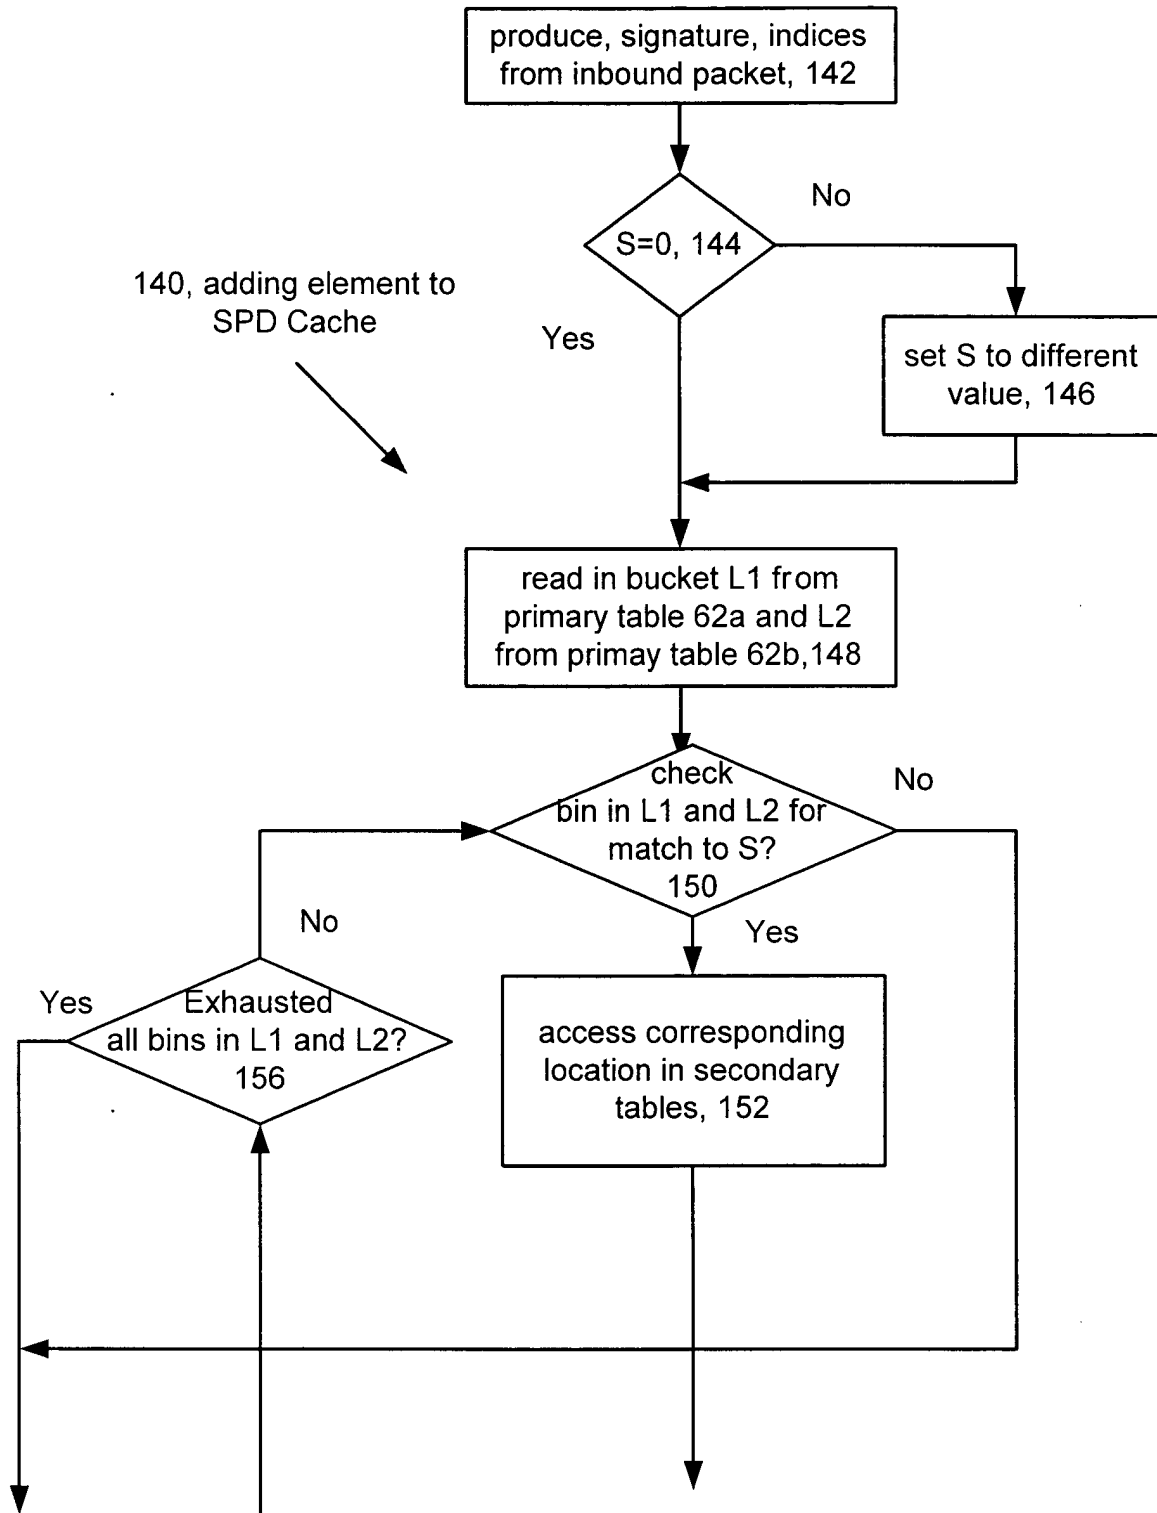 produce, signature, indices
from inbound packet, 142
No
S=0, 144
140, adding element to
SPD Cache
Yes
set S to different
value, 146
read in bucket L1 from
primary table 62a and L2
from primay table 62b,148
check
bin in L1 and L2 for
match to S?
150
No
No
Yes
Yes
Exhausted
all bins in L1 and L2?
156
access corresponding
location in secondary
tables, 152